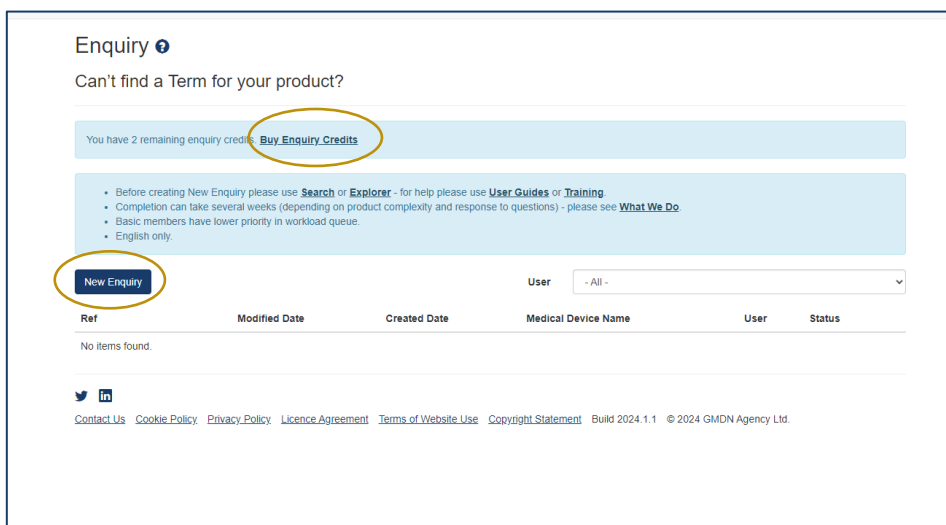 Enquiry
Can't find a Term for your product?
You have 2 remaining enquiry credits. Buy Enquiry Credits
Before creating New Enquiry please use Search or Explorer - for help please use User Guides or Training.
Completion can take several weeks (depending on product complexity and response to questions) - please see What We Do.
Basic members have lower priority in workload queue.
English only.
New Enquiry User - All -
Ref Modified Date Created Date Medical Device Name User Status
No items found.
Contact Us Cookie Policy Privacy Policy Licence Agreement Terms of Website Use Copyright Statement Build 2024.1.1 © 2024 GMDN Agency Ltd.